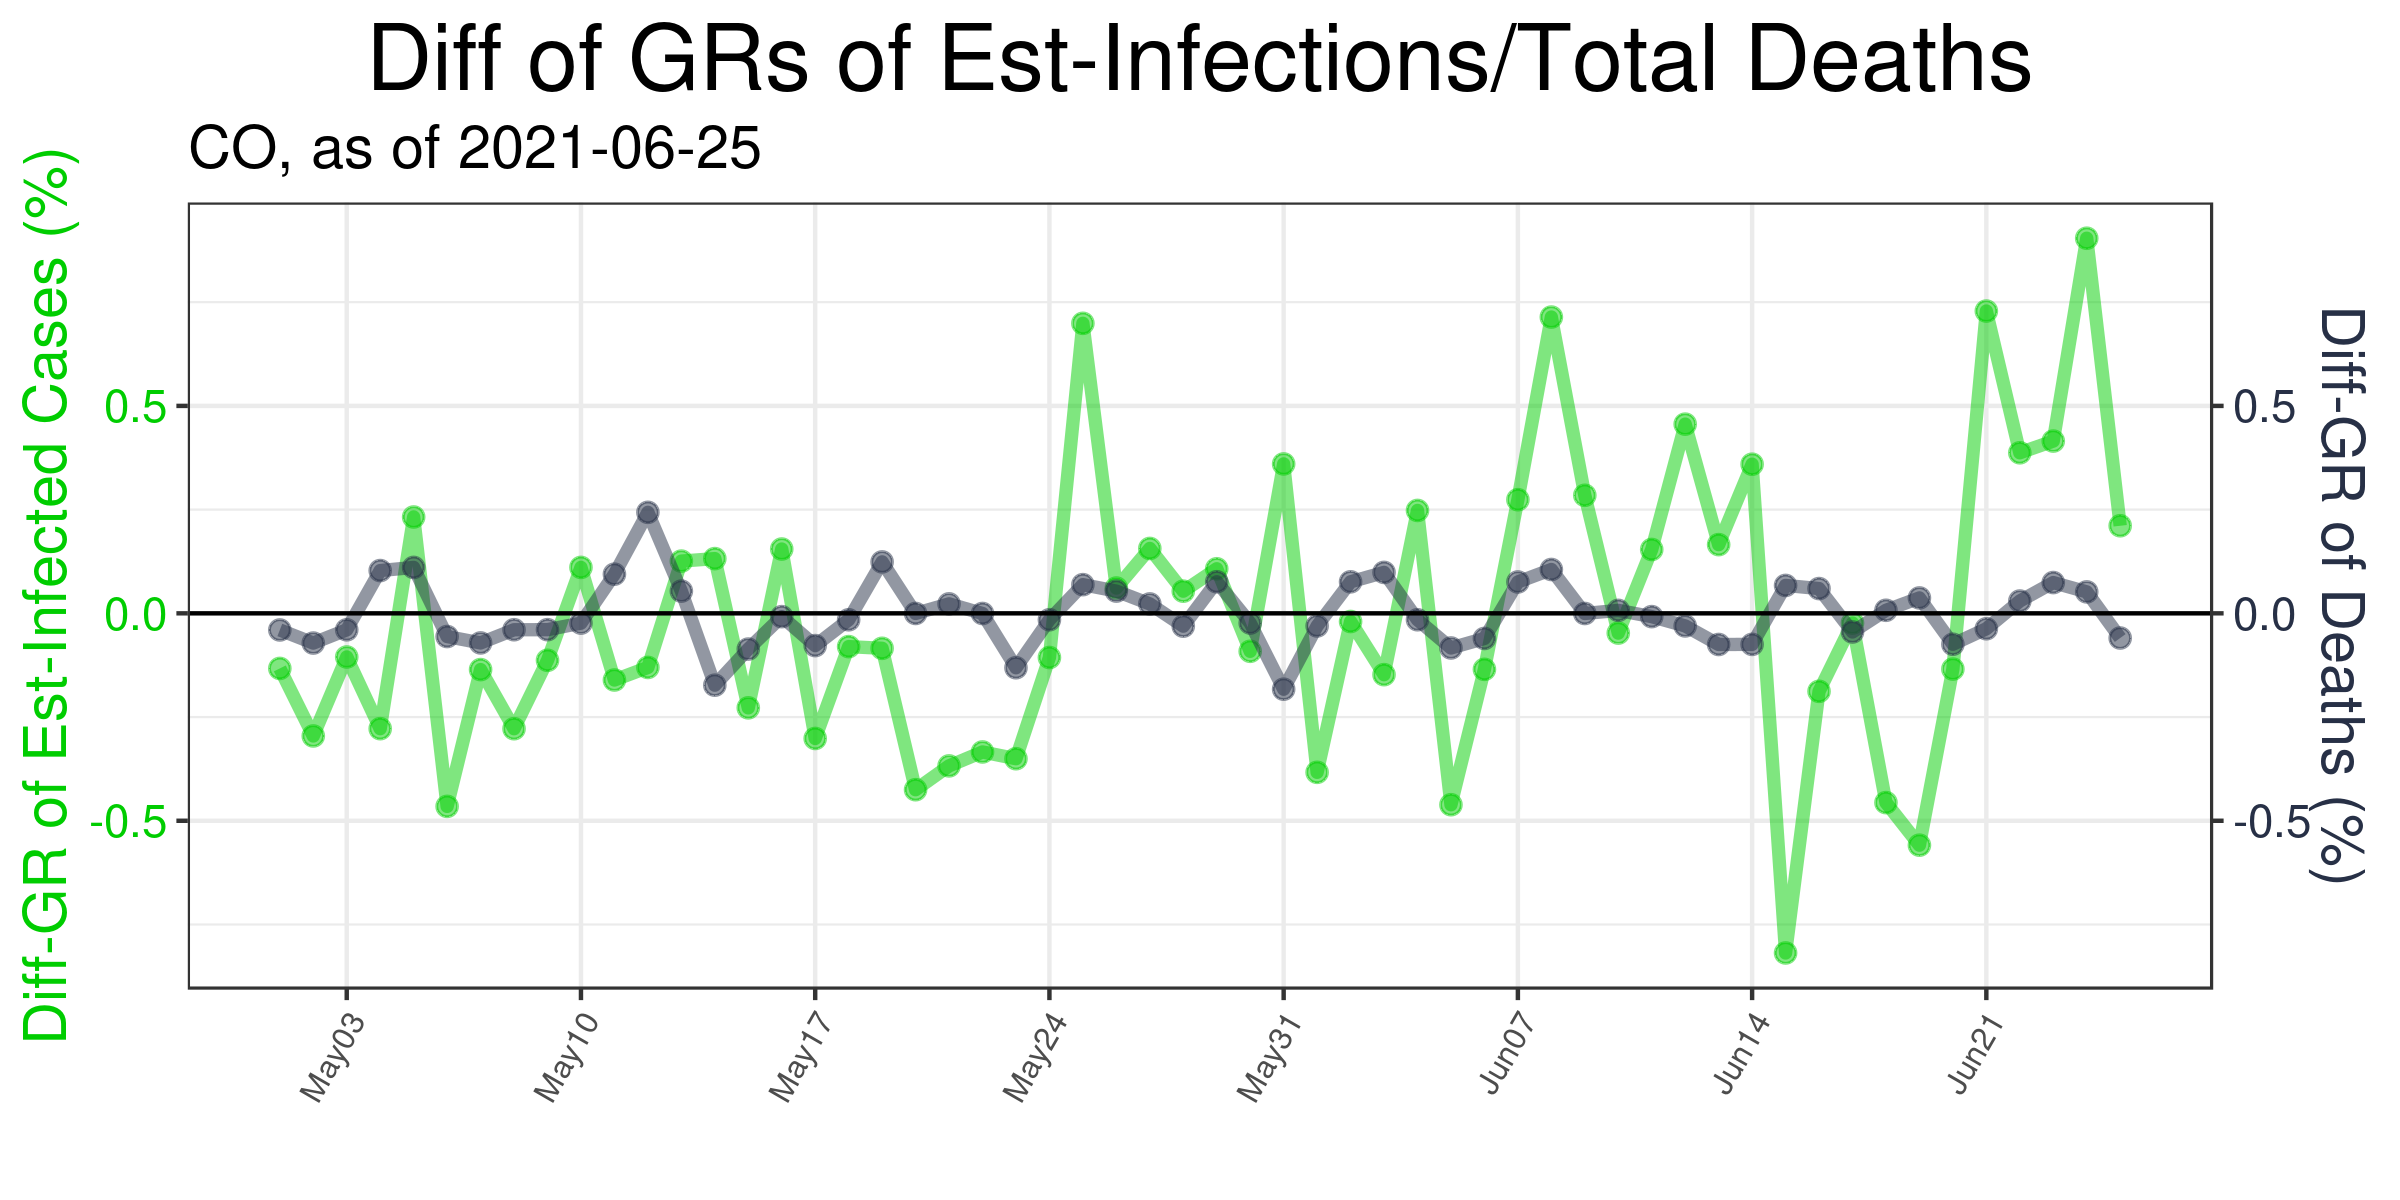 Diff of GRs of Est-Infections/Total Deaths
CO, as of 2021-06-25
Diff-GR of Est-Infected Cases (%)
0.5
0.0
-0.5
0.5
0.0
-0.5
Diff-GR of Deaths (%)
May03
May10
May17
May24
May31
Jun07
Jun14
Jun21